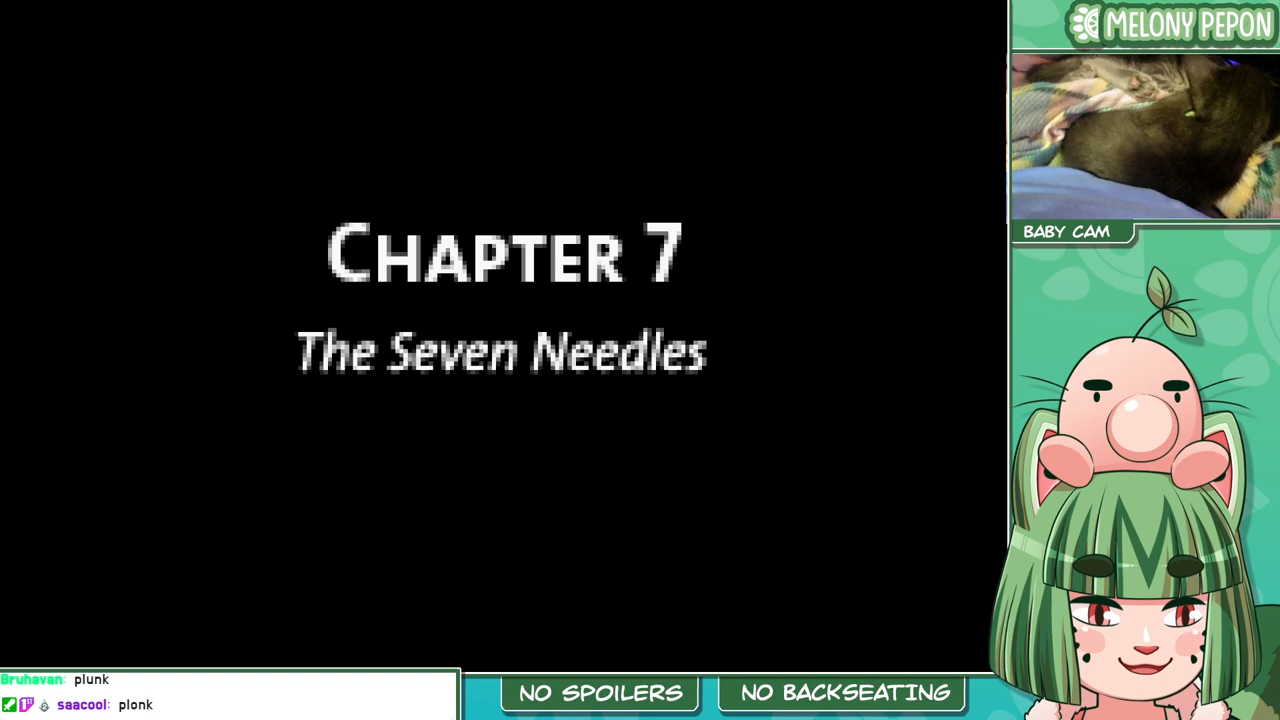 MELONY PEPON
CHAPTER 7
The Seven Needles
BABY CAM
M
Bruhavan: plunk
saacool: plonk
NO SPOILERS
NO BACKSEATING